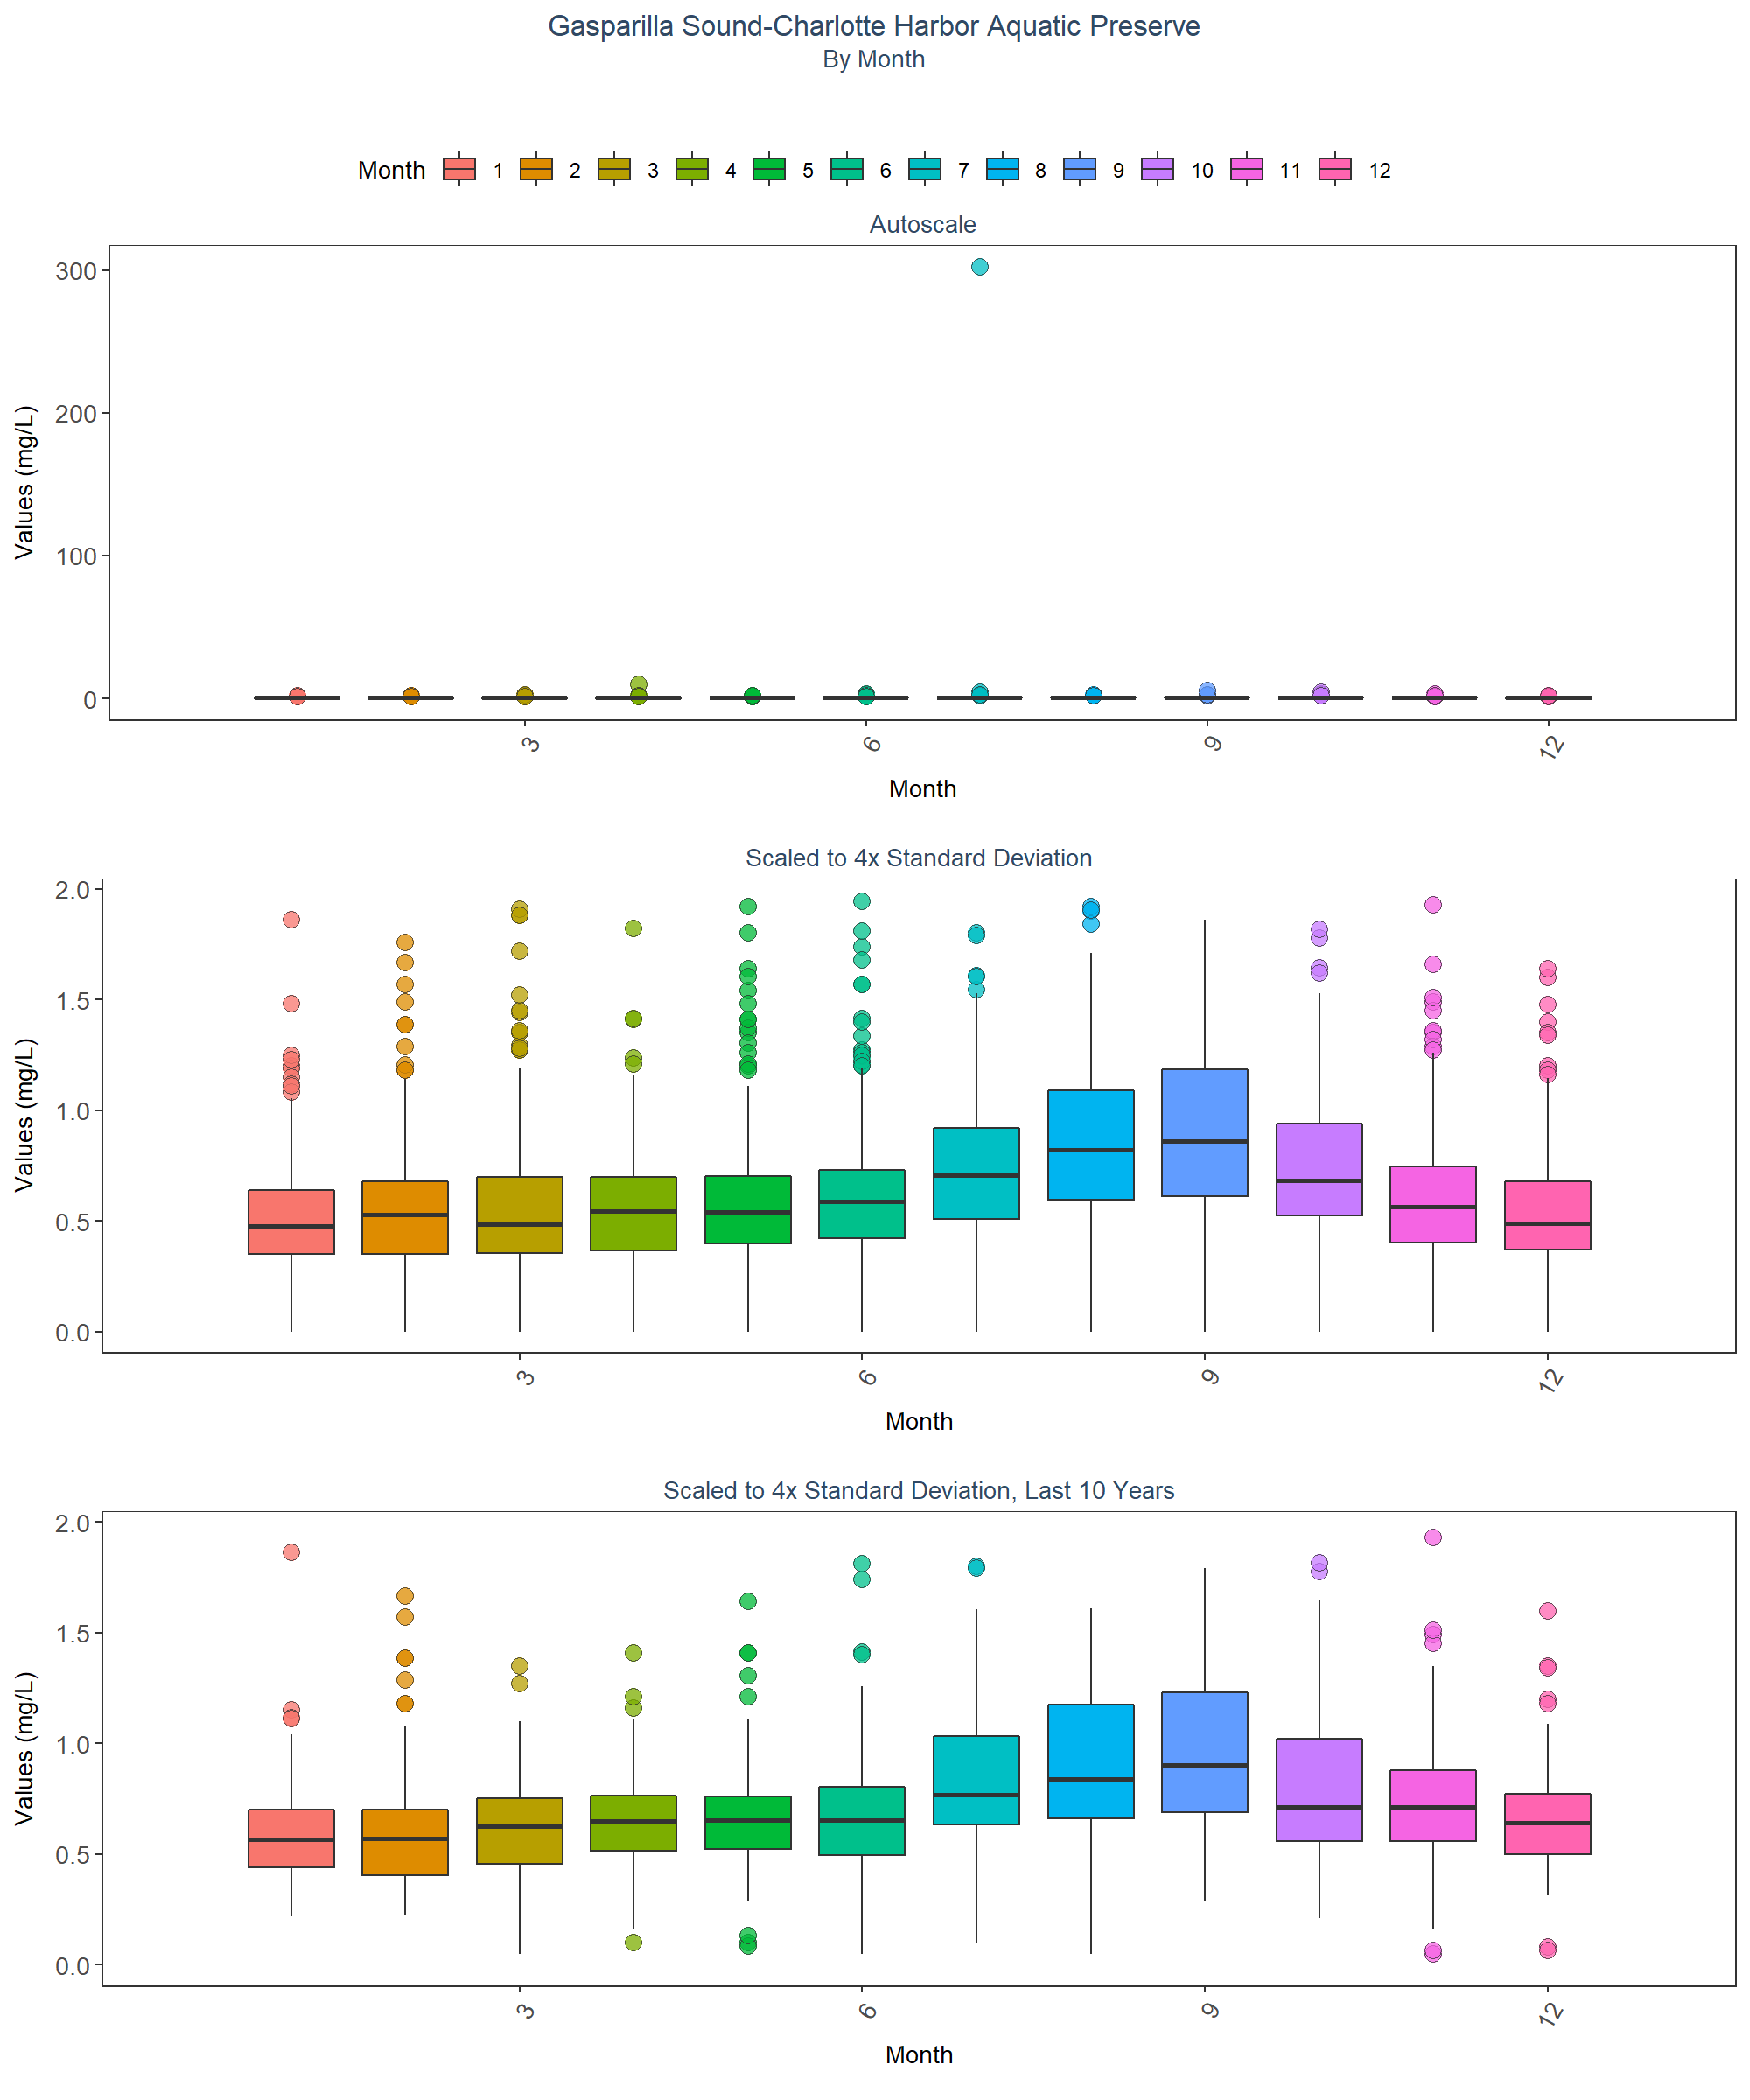 Gasparilla Sound-Charlotte Harbor Aquatic Preserve
By Month
Month 1 2 3 4 5 6 7 8 9 10 11 12
Autoscale
Values (mg/L)
300
200
100
0
3 6 9 12
Month
Scaled to 4x Standard Deviation
Values (mg/L)
2.0
1.5
1.0
0.5
0.0
3 6 9 12
Month
Scaled to 4x Standard Deviation, Last 10 Years
Values (mg/L)
2.0
1.5
1.0
0.5
0.0
3 6 9 12
Month